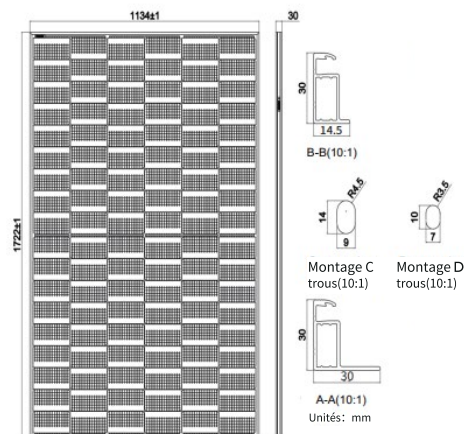 1134±1
30
1722±1
30
14.5
B-B(10:1)
R4.5
14
9
R3.5
10
7
Montage C
trous(10:1)
Montage D
trous(10:1)
30
30
A-A(10:1)
Unités: mm